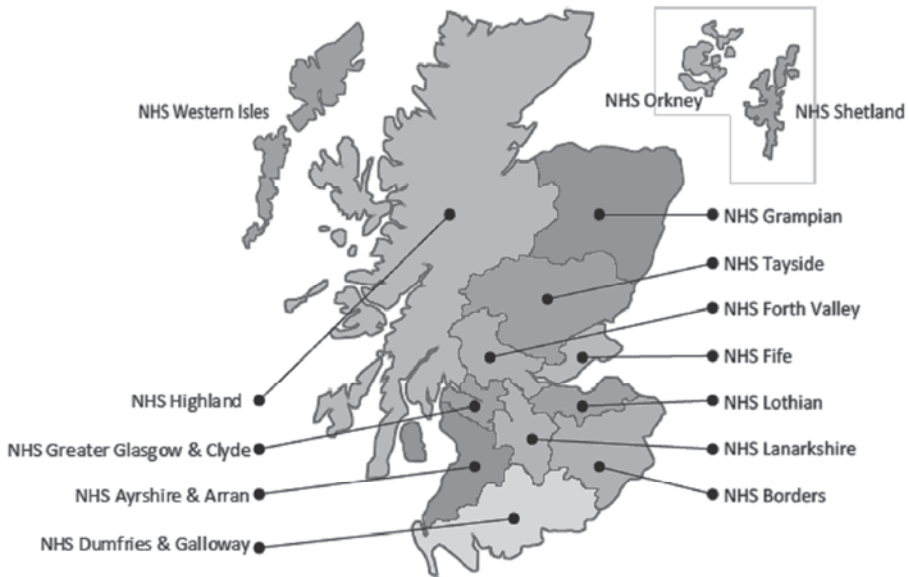 NHS Western Isles
NHS Orkney
NHS Shetland
NHS Grampian
NHS Tayside
NHS Forth Valley
NHS Fife
NHS Highland
NHS Lothian
NHS Greater Glasgow & Clyde
NHS Lanarkshire
NHS Ayrshire & Arran
NHS Borders
NHS Dumfries & Galloway